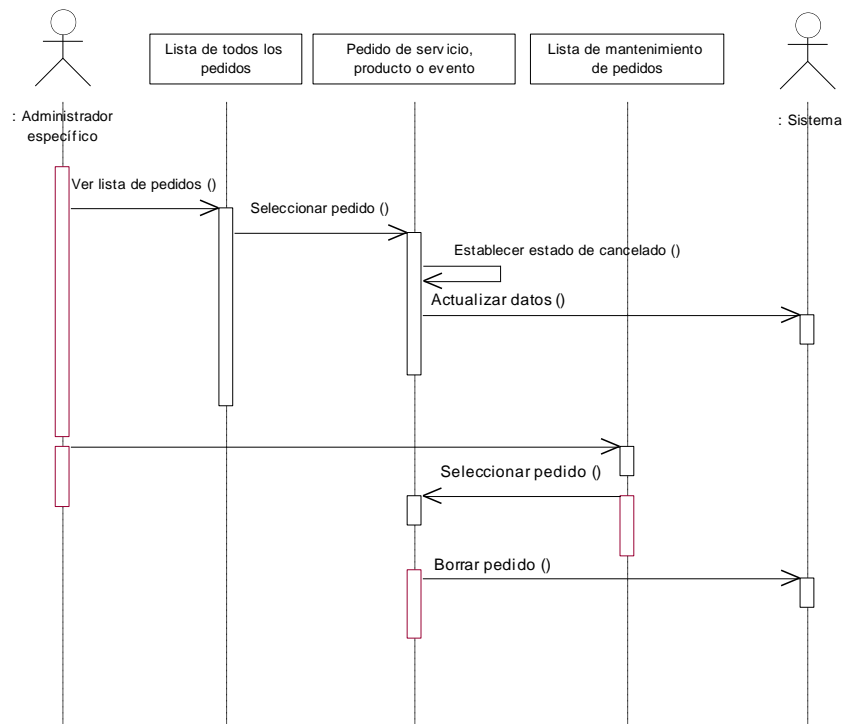 Lista de todos los
pedidos
Pedido de servicio,
producto o evento
Lista de mantenimiento
de pedidos
: Administrador
específico
: Sistema
Ver lista de pedidos ()
Seleccionar pedido ()
Establecer estado de cancelado ()
Actualizar datos ()
Seleccionar pedido ()
Borrar pedido ()